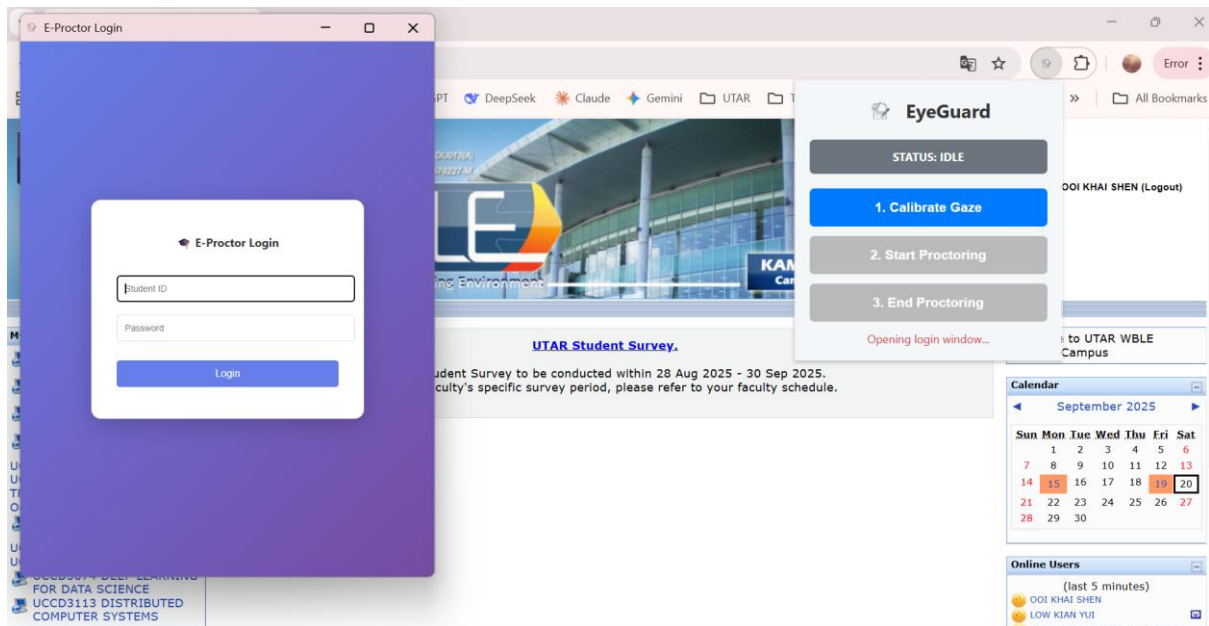 E-Proctor Login
Error
GPT DeepSeek Claude Gemini UTAR
All Bookmarks
EyeGuard
STATUS: IDLE
1. Calibrate Gaze
2. Start Proctoring
3. End Proctoring
Opening login window...
E-Proctor Login
Student ID
Password
Login
OOI KHAI SHEN (Logout)
KAM
ing Environment
UTAR Student Survey.
udent Survey to be conducted within 28 Aug 2025 - 30 Sep 2025.
culty's specific survey period, please refer to your faculty schedule.
to UTAR WBLE
Campus
Calendar
September 2025
Sun Mon Tue Wed Thu Fri Sat
1 2 3 4 5 6
7 8 9 10 11 12 13
14 15 16 17 18 19 20
21 22 23 24 25 26 27
28 29 30
Online Users
(last 5 minutes)
OOI KHAI SHEN
LOW KIAN YUI
UCCD3074 DEEP LEARNING
FOR DATA SCIENCE
UCCD3113 DISTRIBUTED
COMPUTER SYSTEMS